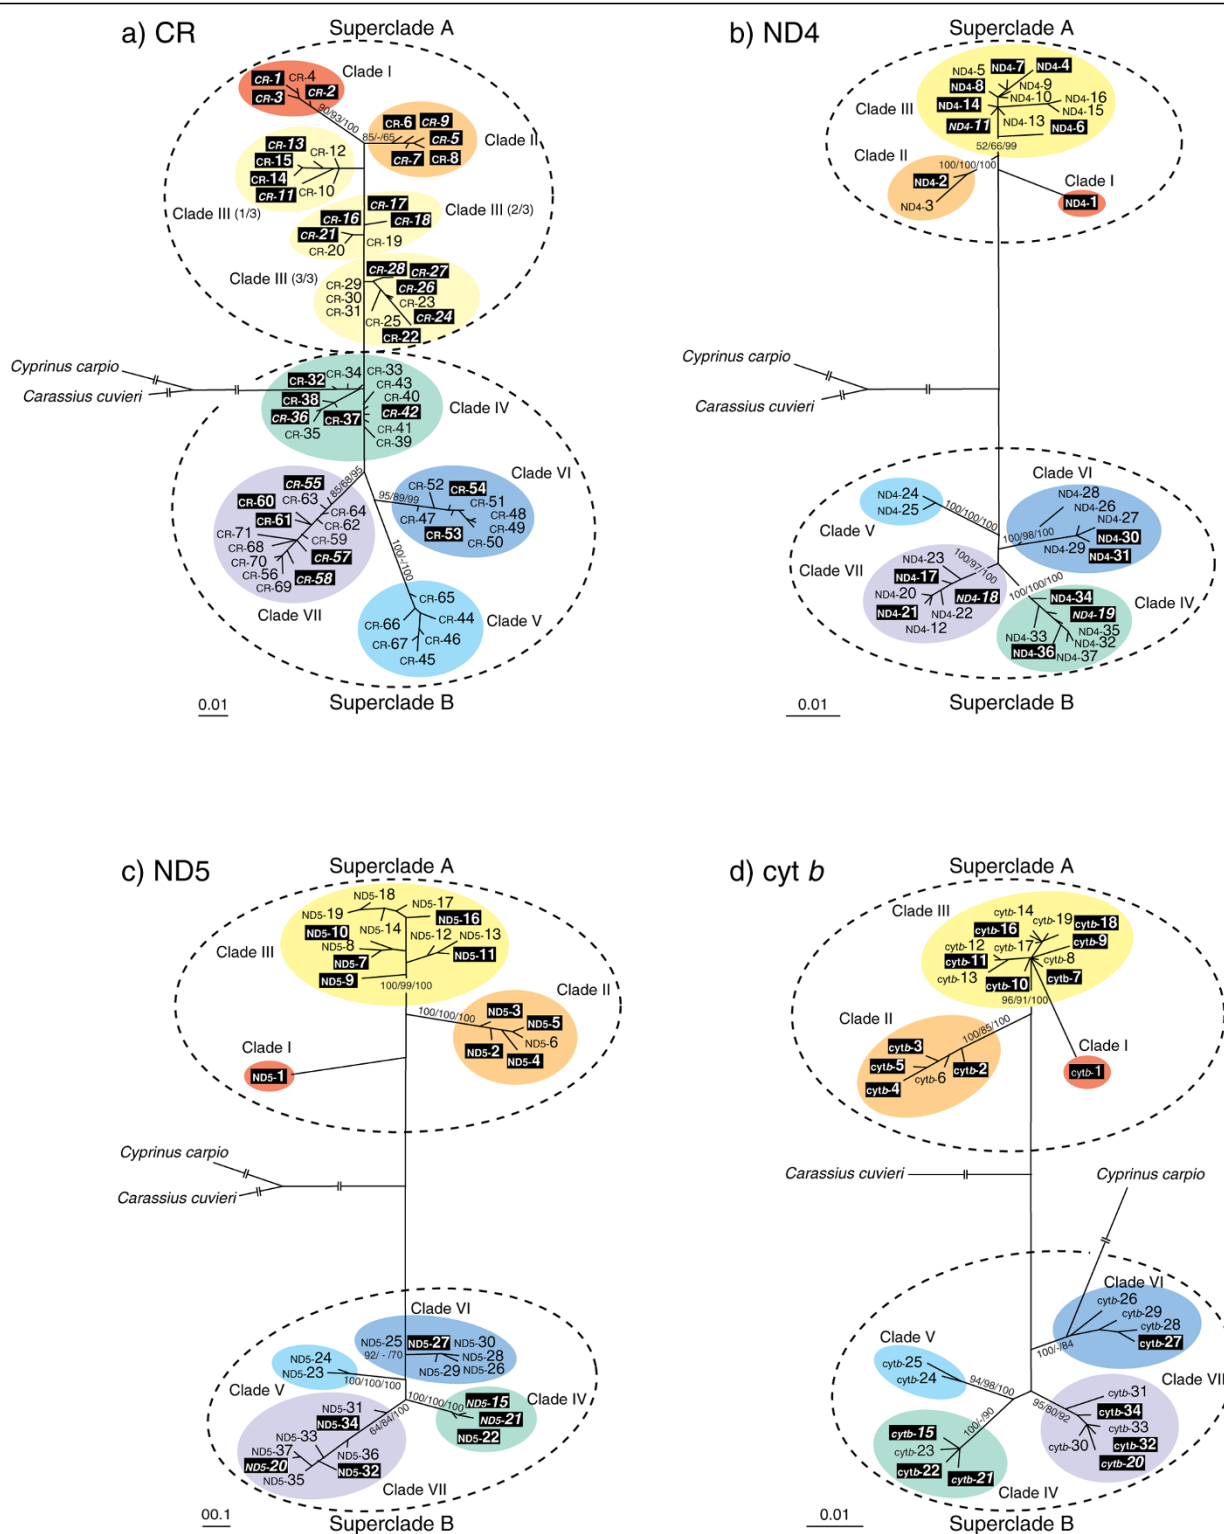 a) CR
Superclade A
Clade I
CR-1 CR-4
CR-3 CR-2
90/93/100
85/-/65
CR-6 CR-9
CR-5
CR-7 CR-8
Clade II
CR-13
CR-12
CR-15
CR-14
CR-10
CR-11
Clade III (1/3)
CR-17
CR-16 CR-18
CR-21
CR-20 CR-19
Clade III (2/3)
Clade III (3/3)
CR-28 CR-27
CR-29 CR-26
CR-30 CR-23
CR-31 CR-24
CR-25
CR-22
Cyprinus carpio
Carassius cuvieri
CR-34 CR-33
CR-32 CR-43
CR-38 CR-40
CR-36 CR-37 CR-42
CR-35 CR-41
CR-39
Clade IV
85/68/95
95/89/99
100/-/100
Clade VI
CR-52 CR-54
CR-51
CR-47 CR-48
CR-53 CR-49
CR-50
CR-55
CR-60 CR-63
CR-64
CR-61 CR-62
CR-71 CR-59
CR-68
CR-70 CR-57
CR-56
CR-69 CR-58
Clade VII
CR-65
CR-66 CR-44
CR-67 CR-46
CR-45
Clade V
0.01
Superclade B
b) ND4
Superclade A
Clade III
ND4-5 ND4-7 ND4-4
ND4-8 ND4-9
ND4-10 ND4-16
ND4-14 ND4-15
ND4-11 ND4-13 ND4-6
52/66/99
Clade II
100/100/100
ND4-2
ND4-3
Clade I
ND4-1
Cyprinus carpio
Carassius cuvieri
Clade VI
ND4-24
ND4-25
Clade V
100/100/100
ND4-28
ND4-26
ND4-27
100/98/100
ND4-30
ND4-29 ND4-31
Clade VII
ND4-23
100/97/100
ND4-17
ND4-20 ND4-18
ND4-21 ND4-22
ND4-12
100/100/100
ND4-34
ND4-19
Clade IV
ND4-33 ND4-35
ND4-32
ND4-36 ND4-37
0.01
Superclade B
c) ND5
Superclade A
ND5-18
ND5-19 ND5-17
ND5-16
ND5-10 ND5-14 ND5-12 ND5-13
Clade III
ND5-8
ND5-7 ND5-11
ND5-9
100/99/100
Clade II
100/100/100
ND5-3
ND5-5
ND5-2 ND5-6
ND5-4
Clade I
ND5-1
Cyprinus carpio
Carassius cuvieri
Clade VI
ND5-25 ND5-27 ND5-30
92/ - /70
ND5-28
ND5-29 ND5-26
ND5-24
ND5-23
Clade V
100/100/100
100/100/100
ND5-15
ND5-21
ND5-22
Clade IV
64/84/100
ND5-31
ND5-34
ND5-33
ND5-37 ND5-36
ND5-20 ND5-32
ND5-35
Clade VII
00.1
Superclade B
d) cyt b
Superclade A
Clade III
cytb-14
cytb-19 cytb-18
cytb-16
cytb-12 cytb-17 cytb-9
cytb-11 cytb-8
cytb-13 cytb-10 cytb-7
96/91/100
Clade II
100/85/100
cytb-3
cytb-5 cytb-2
cytb-6
cytb-4
Clade I
cytb-1
Carassius cuvieri
Cyprinus carpio
Clade VI
cytb-26
cytb-29
cytb-28
cytb-27
100/-/84
Clade V
cytb-25
cytb-24
94/98/100
Clade VII
95/80/92
cytb-31
cytb-34
cytb-33
cytb-30 cytb-32
cytb-20
100/-/90
cytb-15
cytb-23
cytb-22 cytb-21
Clade IV
0.01
Superclade B